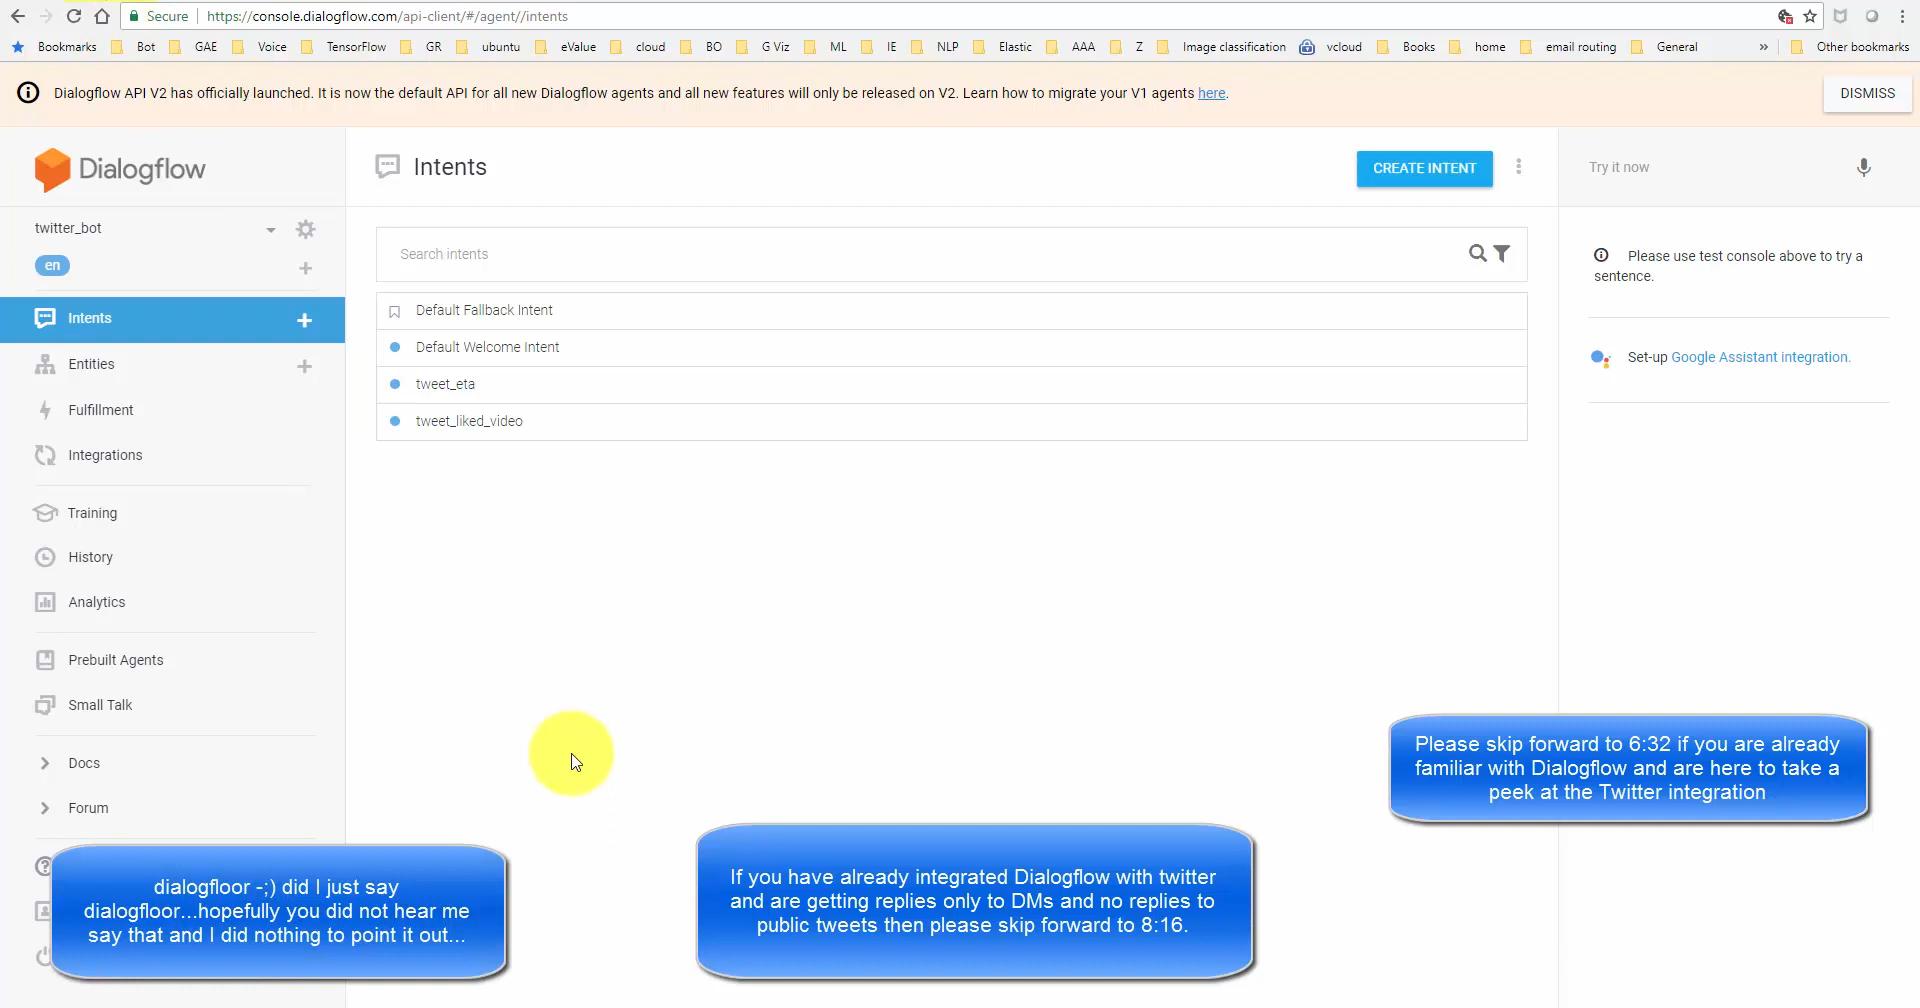 Secure
https://console.dialogflow.com/api-client/#/agent//intents
Bookmarks Bot GAE Voice TensorFlow GR ubuntu eValue cloud BO G Viz ML IE NLP Elastic AAA Z Image classification vcloud Books home email routing General » Other bookmarks
Dialogflow API V2 has officially launched. It is now the default API for all new Dialogflow agents and all new features will only be released on V2. Learn how to migrate your V1 agents here.
DISMISS
Dialogflow
twitter_bot
en
Intents
Entities
Fulfillment
Integrations
Training
History
Analytics
Prebuilt Agents
Small Talk
Docs
Forum
Intents
CREATE INTENT
Search intents
Default Fallback Intent
Default Welcome Intent
tweet_eta
tweet_liked_video
Try it now
Please use test console above to try a
sentence.
Set-up Google Assistant integration.
Please skip forward to 6:32 if you are already
familiar with Dialogflow and are here to take a
peek at the Twitter integration
dialogfloor -;) did I just say
dialogfloor...hopefully you did not hear me
say that and I did nothing to point it out...
If you have already integrated Dialogflow with twitter
and are getting replies only to DMs and no replies to
public tweets then please skip forward to 8:16.